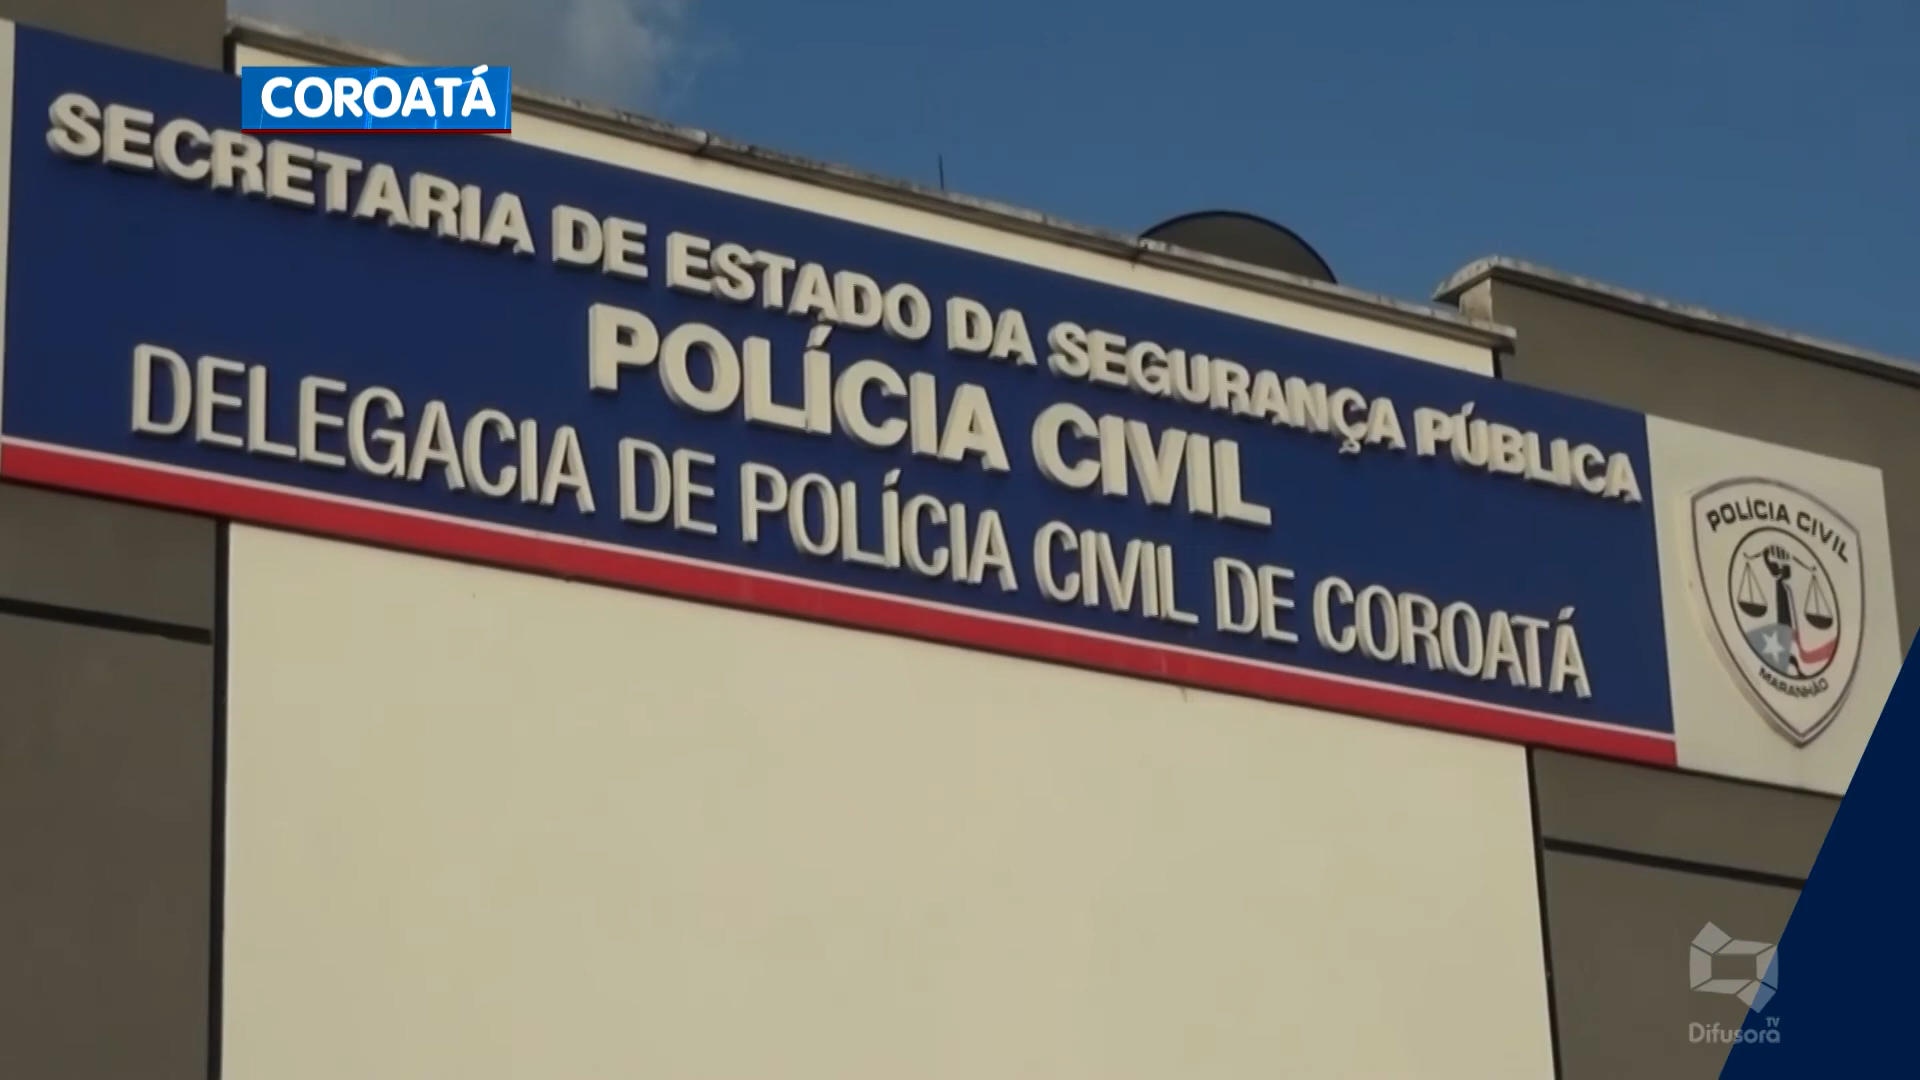 COROATÁ
SECRETARIA DE ESTADO DA SEGURANÇA PÚBLICA
POLÍCIA CIVIL
DELEGACIA DE POLÍCIA CIVIL DE COROATÁ
POLÍCIA CIVIL
MARANHÃO
TV
Difusora